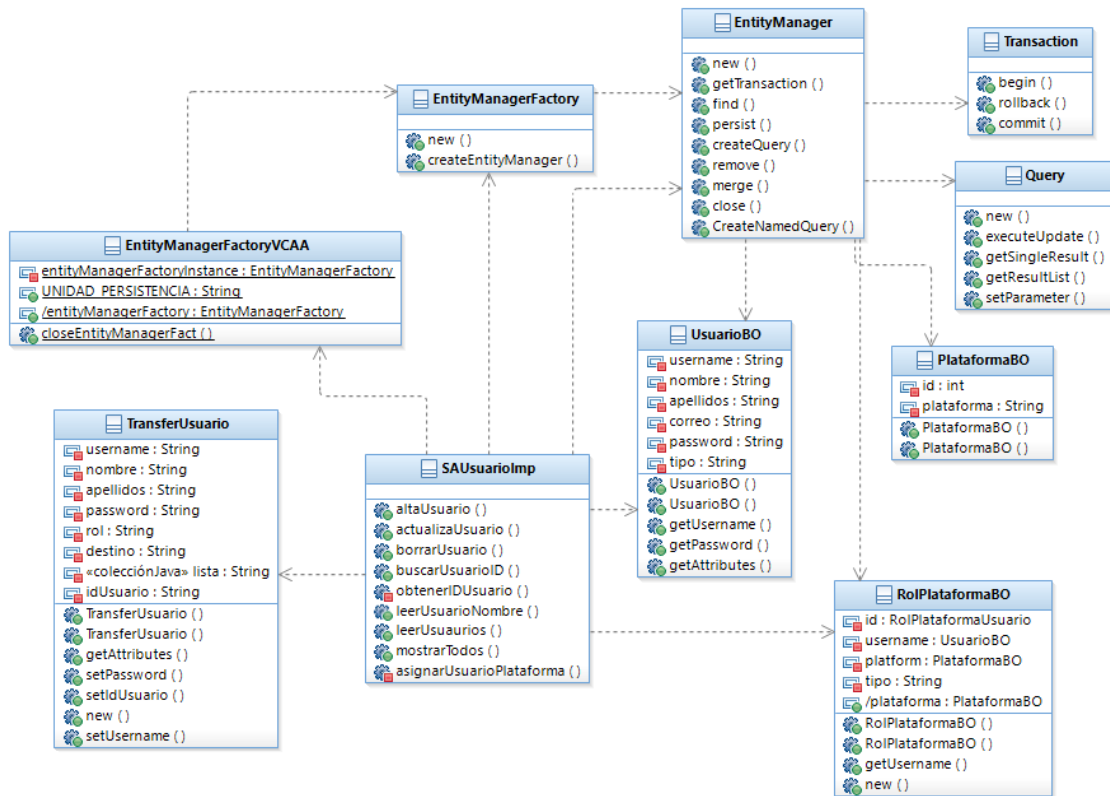 EntityManager
new ()
getTransaction ()
find ()
persist ()
createQuery ()
remove ()
merge ()
close ()
CreateNamedQuery ()
Transaction
begin ()
rollback ()
commit ()
EntityManagerFactory
new ()
createEntityManager ()
Query
new ()
executeUpdate ()
getSingleResult ()
getResultList ()
setParameter ()
EntityManagerFactoryVCAA
entityManagerFactoryInstance : EntityManagerFactory
UNIDAD_PERSISTENCIA : String
/entityManagerFactory : EntityManagerFactory
closeEntityManagerFact ()
UsuarioBO
username : String
nombre : String
apellidos : String
correo : String
password : String
tipo : String
UsuarioBO ()
UsuarioBO ()
getUsername ()
getPassword ()
getAttributes ()
PlataformaBO
id : int
plataforma : String
PlataformaBO ()
PlataformaBO ()
TransferUsuario
username : String
nombre : String
apellidos : String
password : String
rol : String
destino : String
«colecciónJava» lista : String
idUsuario : String
TransferUsuario ()
TransferUsuario ()
getAttributes ()
setPassword ()
setIdUsuario ()
new ()
setUsername ()
SAUsuarioImp
altaUsuario ()
actualizaUsuario ()
borrarUsuario ()
buscarUsuarioID ()
obtenerIDUsuario ()
leerUsuarioNombre ()
leerUsuaurios ()
mostrarTodos ()
asignarUsuarioPlataforma ()
RolPlataformaBO
id : RolPlataformaUsuario
username : UsuarioBO
platform : PlataformaBO
tipo : String
/plataforma : PlataformaBO
RolPlataformaBO ()
RolPlataformaBO ()
getUsername ()
new ()